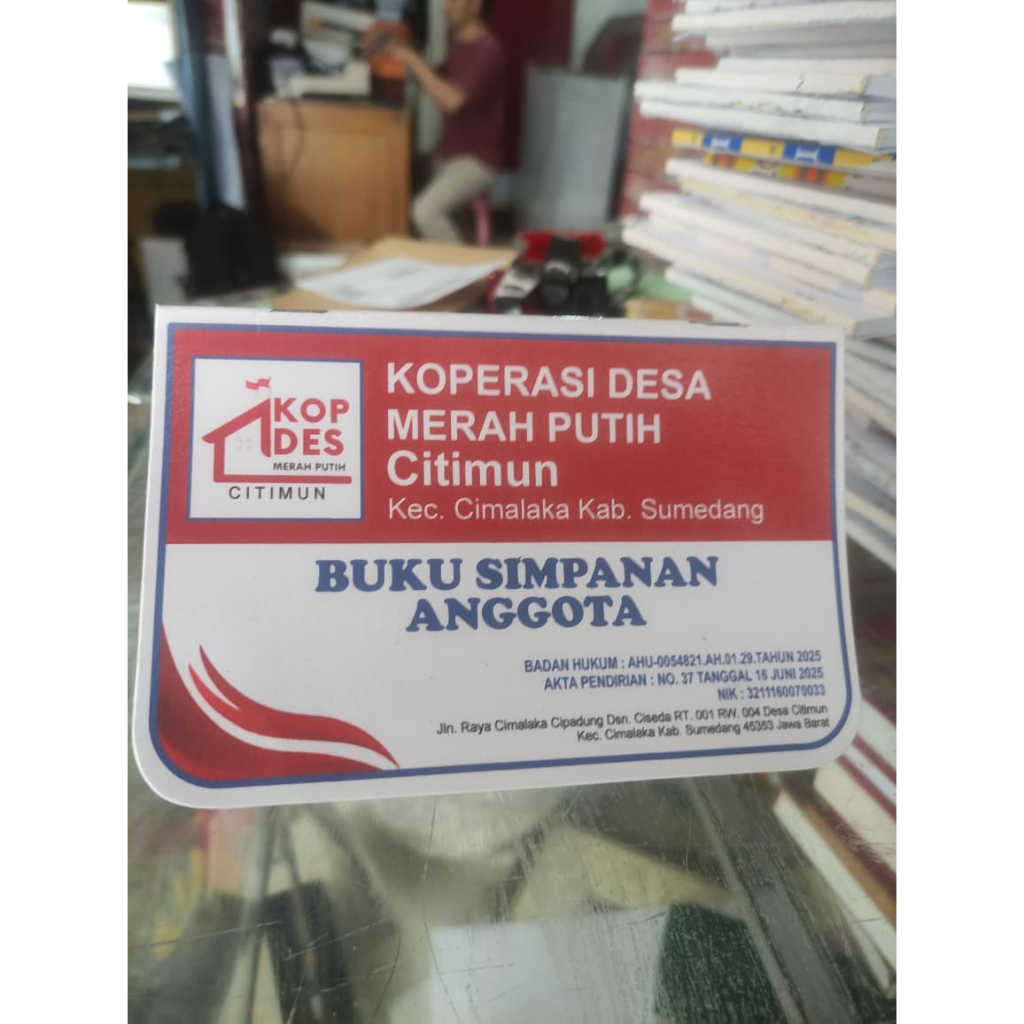 KOP
DES
MERAH PUTIH
CITIMUN
KOPERASI DESA
MERAH PUTIH
Citimun
Kec. Cimalaka Kab. Sumedang
BUKU SIMPANAN
ANGGOTA
BADAN HUKUM : AHU-0054821.AH.01.29.TAHUN 2025
AKTA PENDIRIAN : NO. 37 TANGGAL 16 JUNI 2025
NIK : 3211160070033
Jln. Raya Cimalaka Cipadung Dsn. Ciseda RT. 001 RW. 004 Desa Citimun
Kec. Cimalaka Kab. Sumedang 45353 Jawa Barat